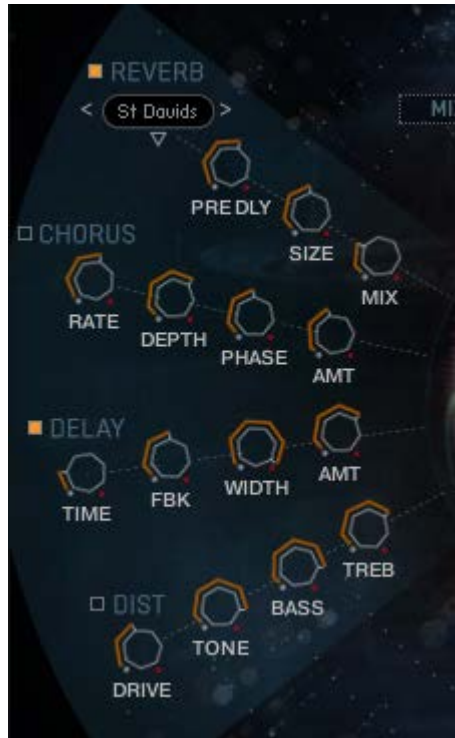 REVERB
< St Davids >
MI
PRE DLY
SIZE
MIX
CHORUS
RATE
DEPTH
PHASE
AMT
DELAY
TIME
FBK
WIDTH
AMT
TREB
BASS
DIST
TONE
DRIVE